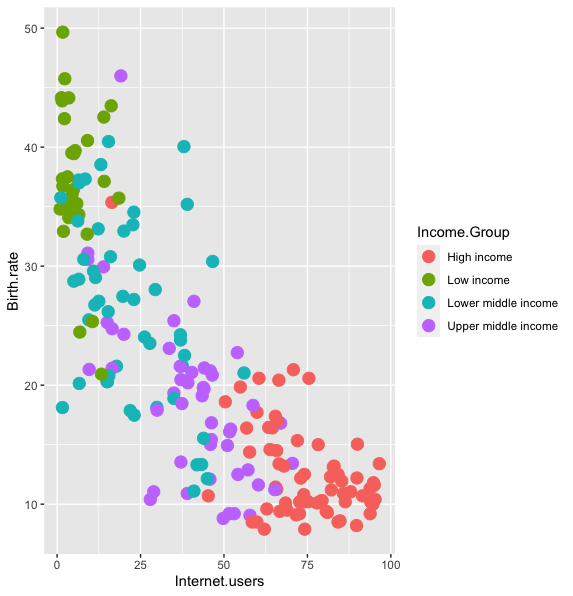 50
40
30
20
10
0
25
50
75
100
Internet.users
Birth.rate
Income.Group
High income
Low income
Lower middle income
Upper middle income